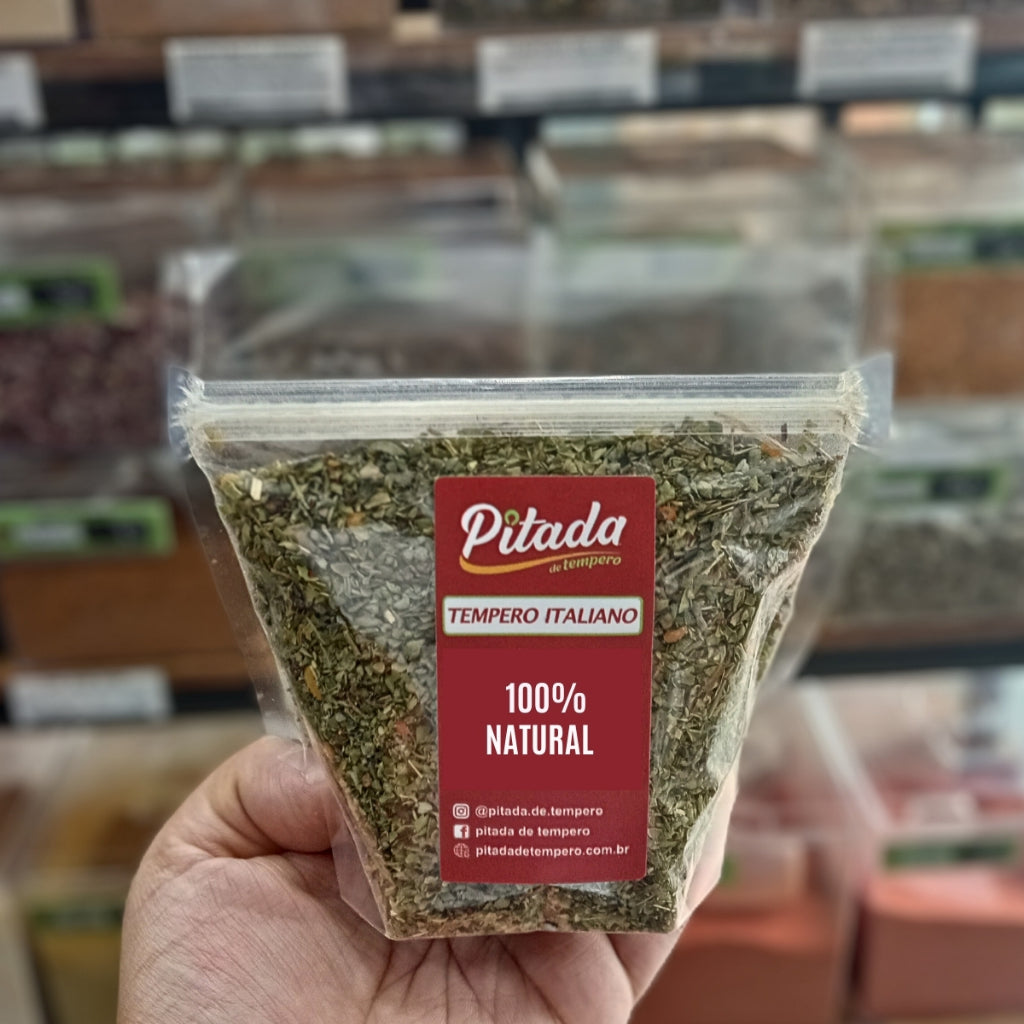 Pitada
de tempero
TEMPERO ITALIANO
100%
NATURAL
@pitada.de.tempero
pitada de tempero
pitadadetempero.com.br